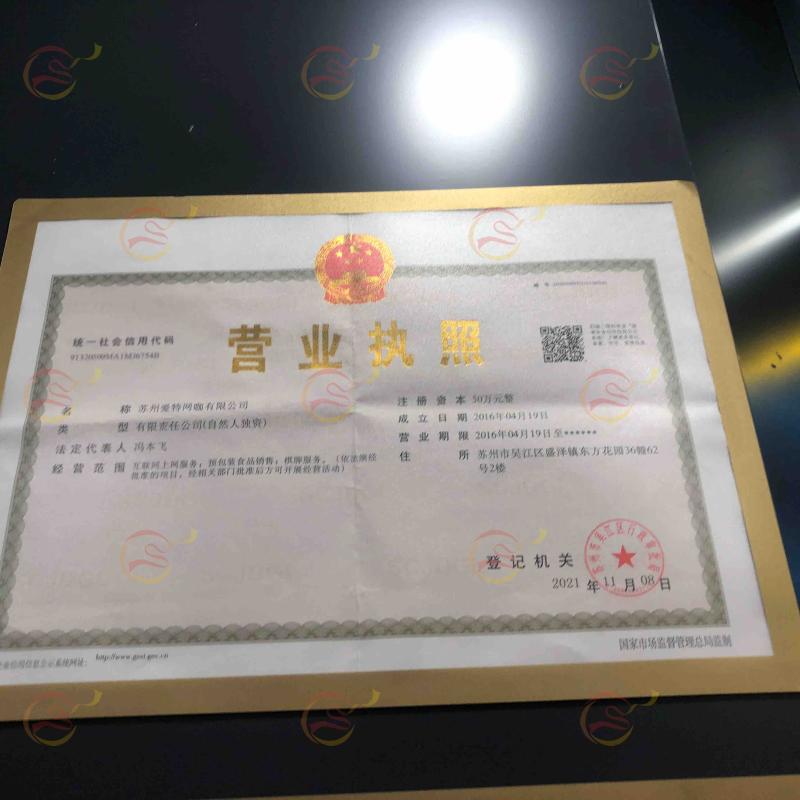 统一社会信用代码
营业执照
名 称 苏州爱特网咖有限公司
类 型 有限责任公司(自然人独资)
法定代表人 冯本飞
经营范围 互联网上网服务；预包装食品销售；棋牌服务。(依法须经
批准的项目，经相关部门批准后方可开展经营活动)
注册资本 50万元整
成立日期 2016年04月19日
营业期限 2016年04月19日至******
住 所 苏州市吴江区盛泽镇东方花园36幢62
号2楼
登记机关
2021 年 11 月 08 日
http://www.gsxt.gov.cn
国家市场监督管理总局监制